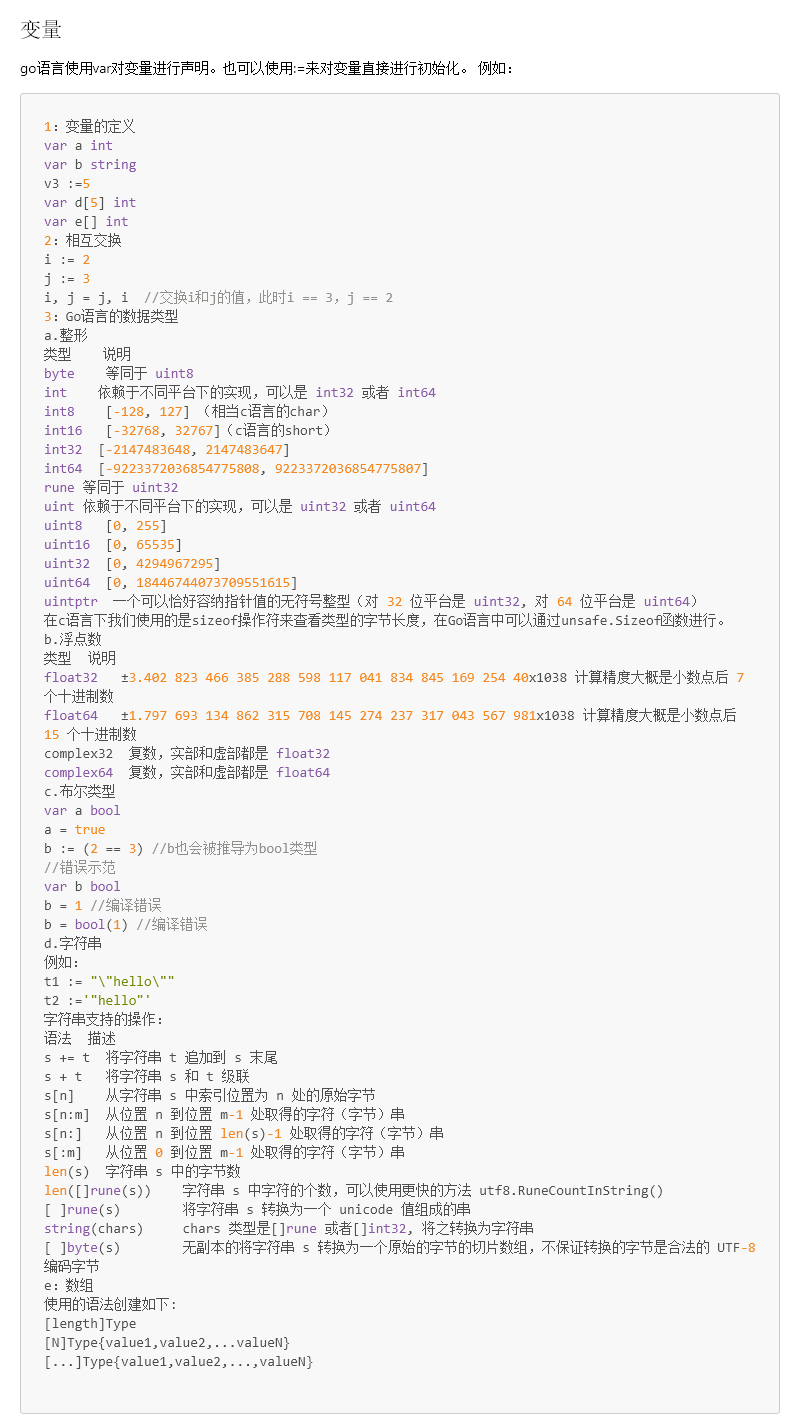 变量
go语言使用var对变量进行声明。也可以使用:=来对变量直接进行初始化。 例如：
1：变量的定义
var a int
var b string
v3 :=5
var d[5] int
var e[] int
2：相互交换
i := 2
j := 3
i, j = j, i  //交换i和j的值，此时i == 3，j == 2
3：Go语言的数据类型
a.整形
类型    说明
byte    等同于 uint8
int    依赖于不同平台下的实现，可以是 int32 或者 int64
int8    [-128, 127] （相当c语言的char）
int16   [-32768, 32767]（c语言的short）
int32  [-2147483648, 2147483647]
int64  [-9223372036854775808, 9223372036854775807]
rune 等同于 uint32
uint 依赖于不同平台下的实现，可以是 uint32 或者 uint64
uint8   [0, 255]
uint16  [0, 65535]
uint32  [0, 4294967295]
uint64  [0, 18446744073709551615]
uintptr  一个可以恰好容纳指针值的无符号整型（对 32 位平台是 uint32, 对 64 位平台是 uint64）
在c语言下我们使用的是sizeof操作符来查看类型的字节长度，在Go语言中可以通过unsafe.Sizeof函数进行。
b.浮点数
类型  说明
float32   ±3.402 823 466 385 288 598 117 041 834 845 169 254 40x1038 计算精度大概是小数点后 7
个十进制数
float64   ±1.797 693 134 862 315 708 145 274 237 317 043 567 981x1038 计算精度大概是小数点后
15 个十进制数
complex32  复数，实部和虚部都是 float32
complex64  复数，实部和虚部都是 float64
c.布尔类型
var a bool
a = true
b := (2 == 3) //b也会被推导为bool类型
//错误示范
var b bool
b = 1 //编译错误
b = bool(1) //编译错误
d.字符串
例如：
t1 := "\"hello\""
t2 :='"hello"'
字符串支持的操作：
语法  描述
s += t  将字符串 t 追加到 s 末尾
s + t   将字符串 s 和 t 级联
s[n]    从字符串 s 中索引位置为 n 处的原始字节
s[n:m]  从位置 n 到位置 m-1 处取得的字符（字节）串
s[n:]   从位置 n 到位置 len(s)-1 处取得的字符（字节）串
s[:m]   从位置 0 到位置 m-1 处取得的字符（字节）串
len(s)  字符串 s 中的字节数
len([]rune(s))    字符串 s 中字符的个数，可以使用更快的方法 utf8.RuneCountInString()
[ ]rune(s)        将字符串 s 转换为一个 unicode 值组成的串
string(chars)     chars 类型是[]rune 或者[]int32, 将之转换为字符串
[ ]byte(s)        无副本的将字符串 s 转换为一个原始的字节的切片数组，不保证转换的字节是合法的 UTF-8
编码字节
e：数组
使用的语法创建如下：
[length]Type
[N]Type{value1,value2,...valueN}
[...]Type{value1,value2,...,valueN}